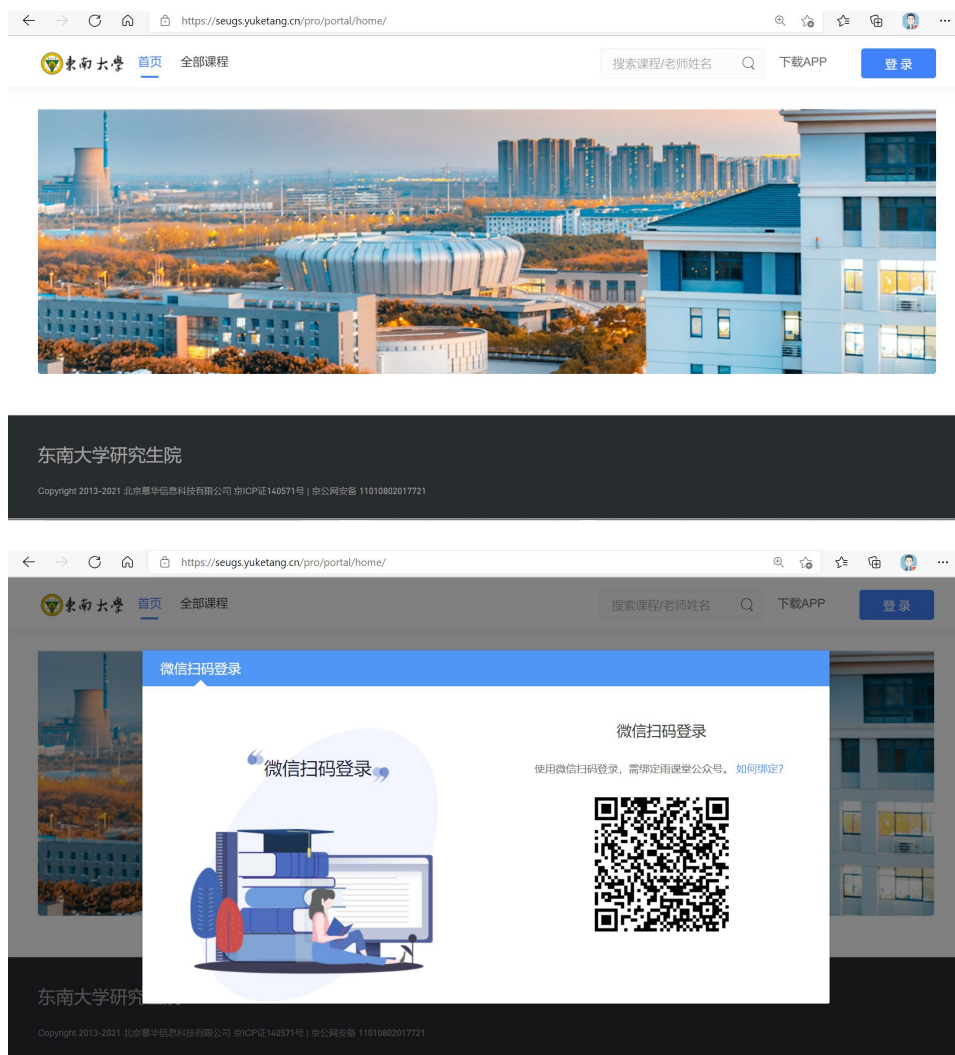 https://seugs.yuketang.cn/pro/portal/home/
東南大學 首页 全部课程 搜索课程/老师姓名 下载APP 登录
东南大学研究生院
Copyright 2013-2021 北京慕华信息科技有限公司 京ICP证140571号 | 京公网安备 11010802017721
https://seugs.yuketang.cn/pro/portal/home/
東南大學 首页 全部课程 搜索课程/老师姓名 下载APP 登录
微信扫码登录
微信扫码登录
“微信扫码登录”
使用微信扫码登录，需绑定雨课堂公众号。 如何绑定?
东南大学研究
Copyright 2013-2021 北京慕华信息科技有限公司 京ICP证140571号 | 京公网安备 11010802017721